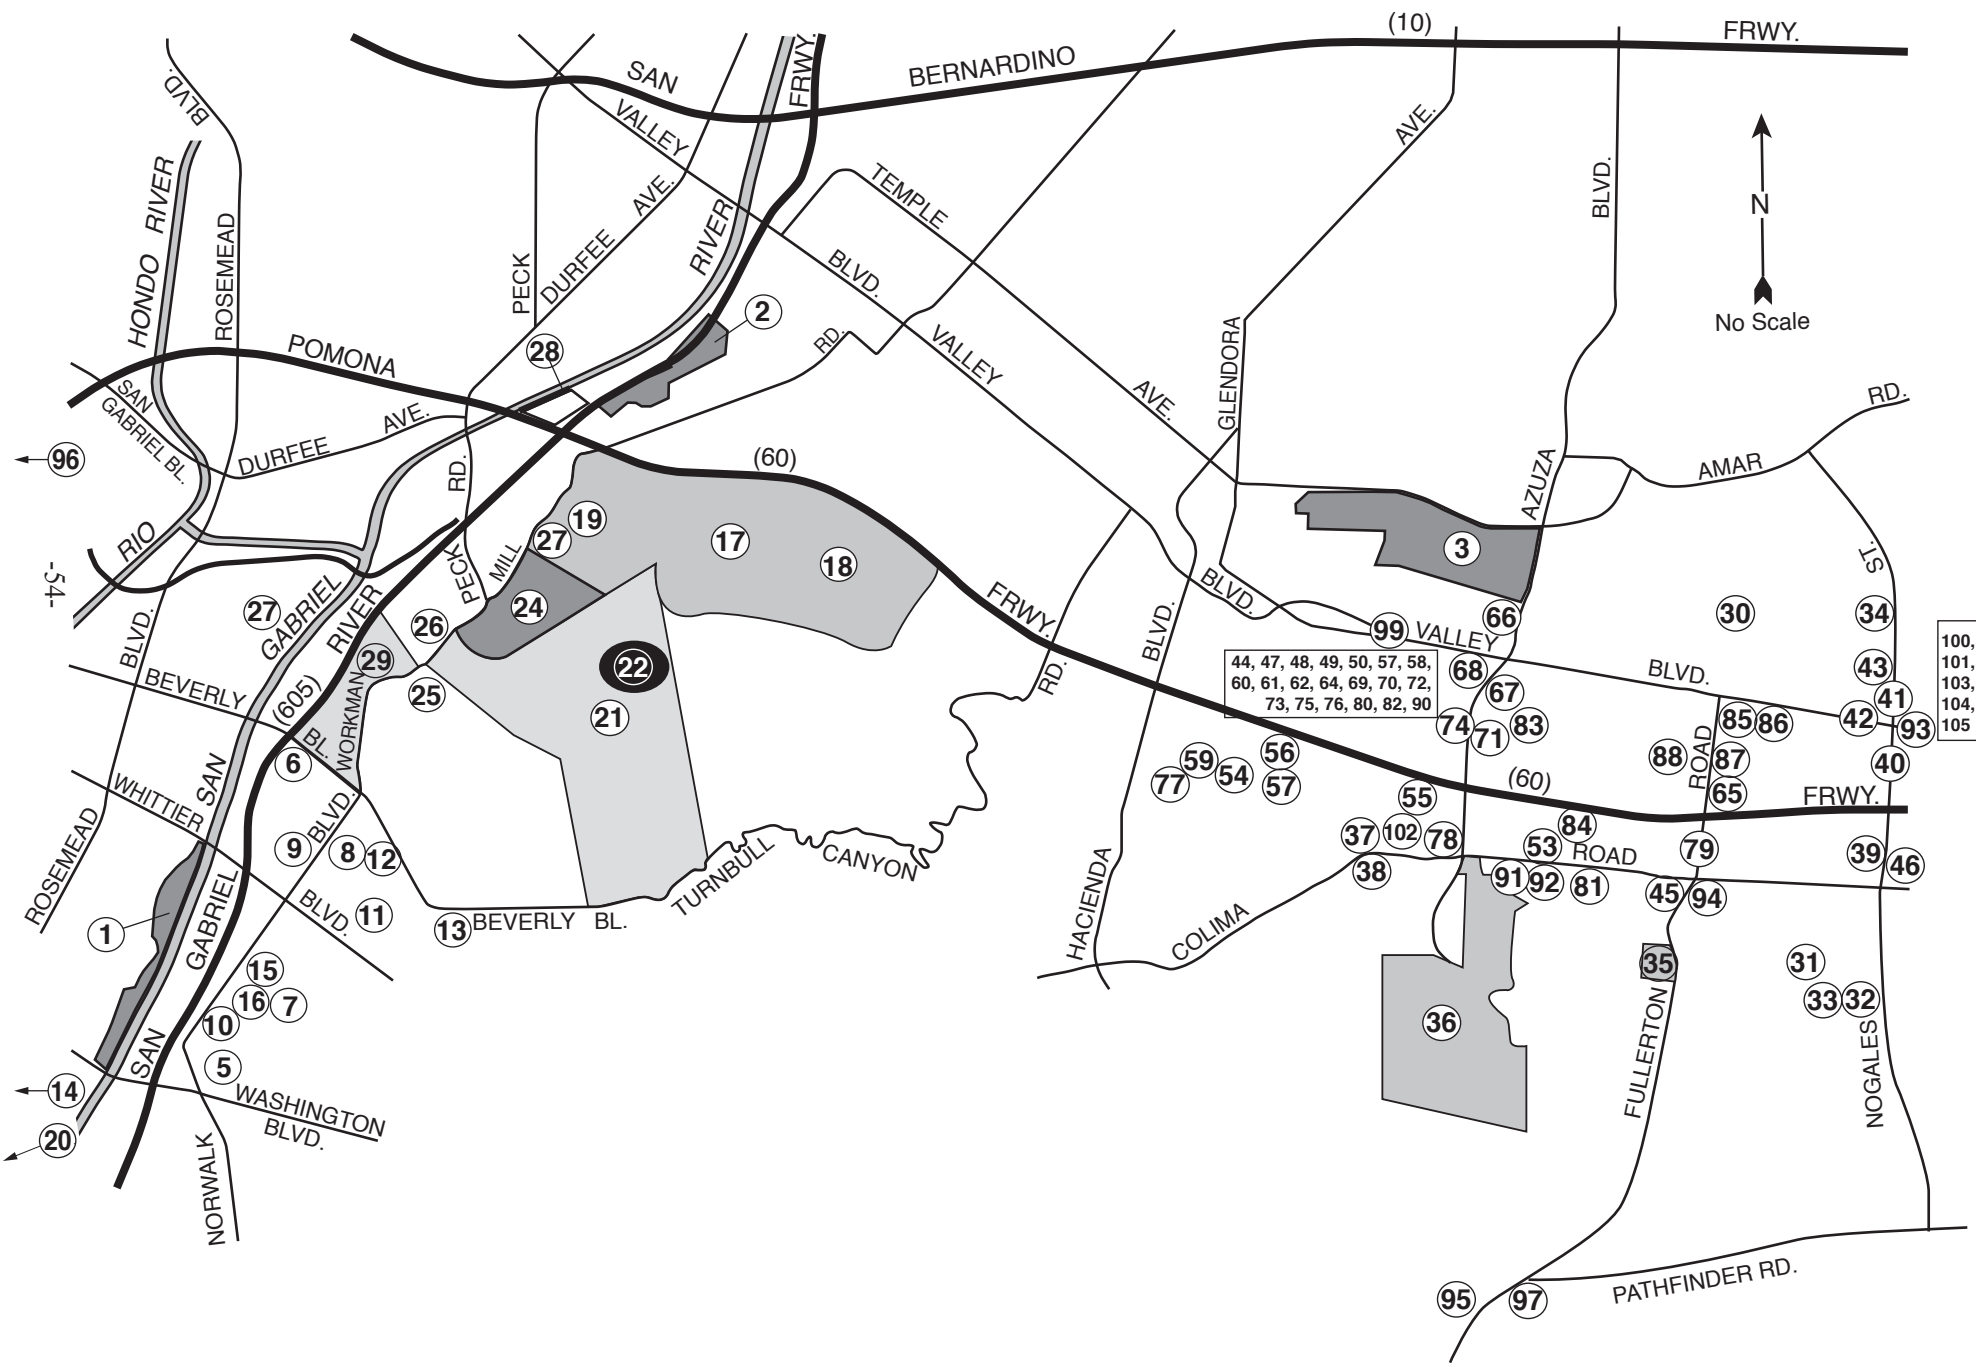 (10)
FRWY.
SAN
BERNARDINO
FRWY.
BLVD.
VALLEY
AVE.
BLVD.
N
No Scale
HONDO RIVER
ROSEMEAD
PECK
DURFEE
AVE.
RIVER
TEMPLE
BLVD.
2
28
POMONA
RD.
VALLEY
AVE.
GLENDORA
RD.
SAN
GABRIEL BL.
AVE.
DURFEE
96
RD.
(60)
AZUZA
AMAR
19
27
17
18
3
RIO
-54-
PECK
MILL
ST.
27
GABRIEL
RIVER
26
24
FRWY.
BLVD.
66
30
34
99
VALLEY
BLVD.
BLVD.
BLVD.
29
22
RD.
44, 47, 48, 49, 50, 57, 58,
60, 61, 62, 64, 69, 70, 72,
73, 75, 76, 80, 82, 90
68
67
43
41
100,
101,
103,
104,
105
BEVERLY
(605)
25
21
WORKMAN
BL.
74
71
83
85
86
42
93
6
56
59
54
77
57
88
ROAD
87
40
WHITTIER
SAN
BLVD.
55
(60)
65
FRWY.
ROSEMEAD
9
8
12
TURNBULL
CANYON
HACIENDA
37
102
78
84
53
ROAD
79
39
46
38
91
92
81
45
94
1
GABRIEL
11
BLVD.
13
BEVERLY BL.
COLIMA
15
35
31
16
7
33
32
10
36
SAN
5
FULLERTON
NOGALES
14
WASHINGTON
BLVD.
20
NORWALK
95
97
PATHFINDER RD.